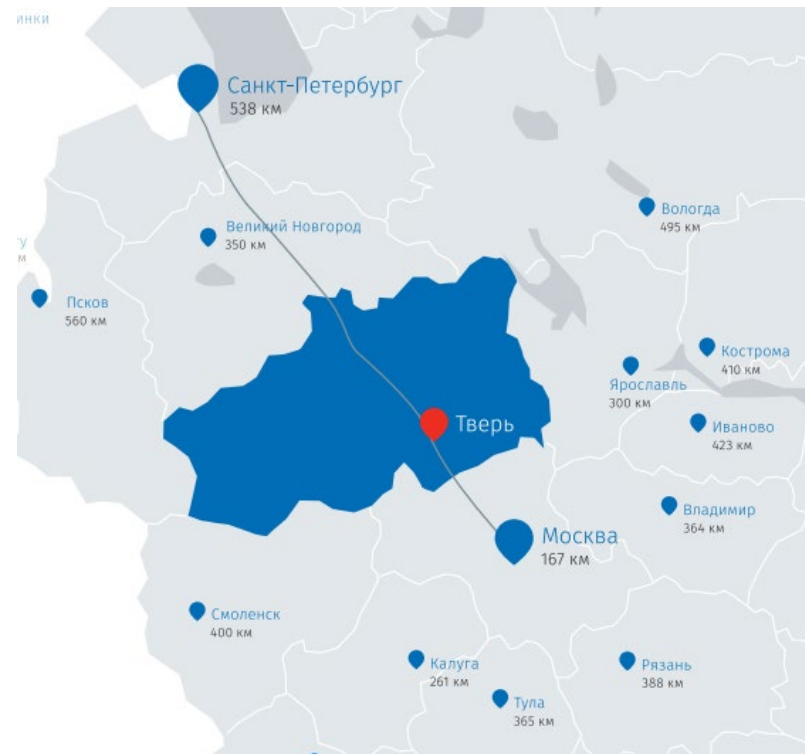 Санкт-Петербург
538 км
Вологда
495 км
Великий Новгород
350 км
Псков
560 км
Кострома
410 км
Ярославль
300 км
Тверь
Иваново
423 км
Владимир
364 км
Москва
167 км
Смоленск
400 км
Калуга
261 км
Рязань
388 км
Тула
365 км